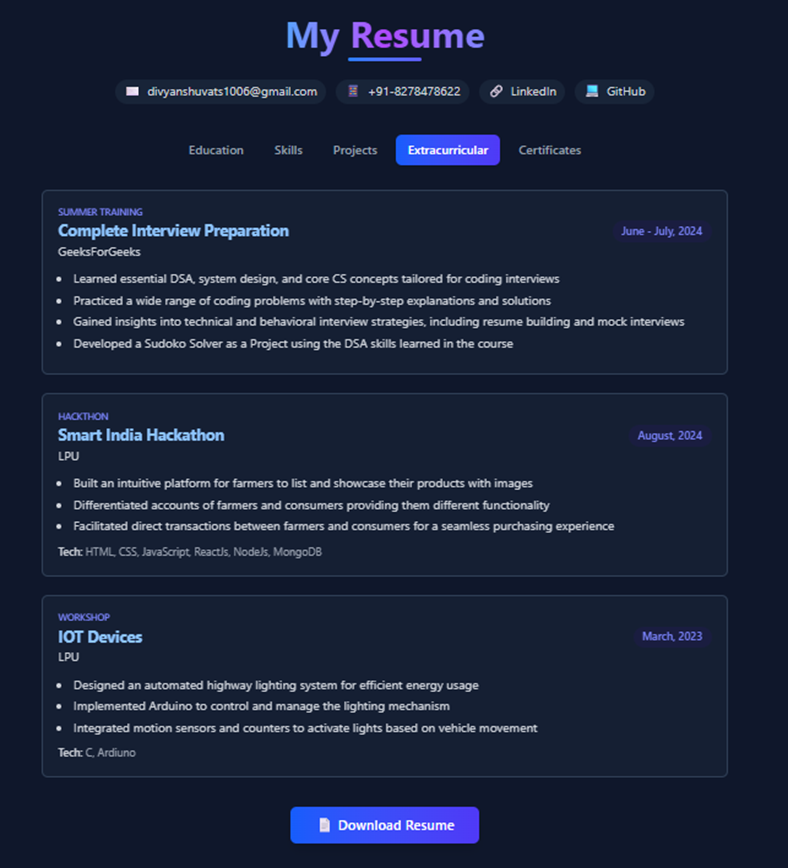 My Resume
divyanshuvats1006@gmail.com +91-8278478622 LinkedIn GitHub
Education Skills Projects Extracurricular Certificates
SUMMER TRAINING
Complete Interview Preparation June - July, 2024
GeeksForGeeks
Learned essential DSA, system design, and core CS concepts tailored for coding interviews
Practiced a wide range of coding problems with step-by-step explanations and solutions
Gained insights into technical and behavioral interview strategies, including resume building and mock interviews
Developed a Sudoko Solver as a Project using the DSA skills learned in the course
HACKTHON
Smart India Hackathon August, 2024
LPU
Built an intuitive platform for farmers to list and showcase their products with images
Differentiated accounts of farmers and consumers providing them different functionality
Facilitated direct transactions between farmers and consumers for a seamless purchasing experience
Tech: HTML, CSS, JavaScript, ReactJs, NodeJs, MongoDB
WORKSHOP
IOT Devices March, 2023
LPU
Designed an automated highway lighting system for efficient energy usage
Implemented Arduino to control and manage the lighting mechanism
Integrated motion sensors and counters to activate lights based on vehicle movement
Tech: C, Ardiuno
Download Resume